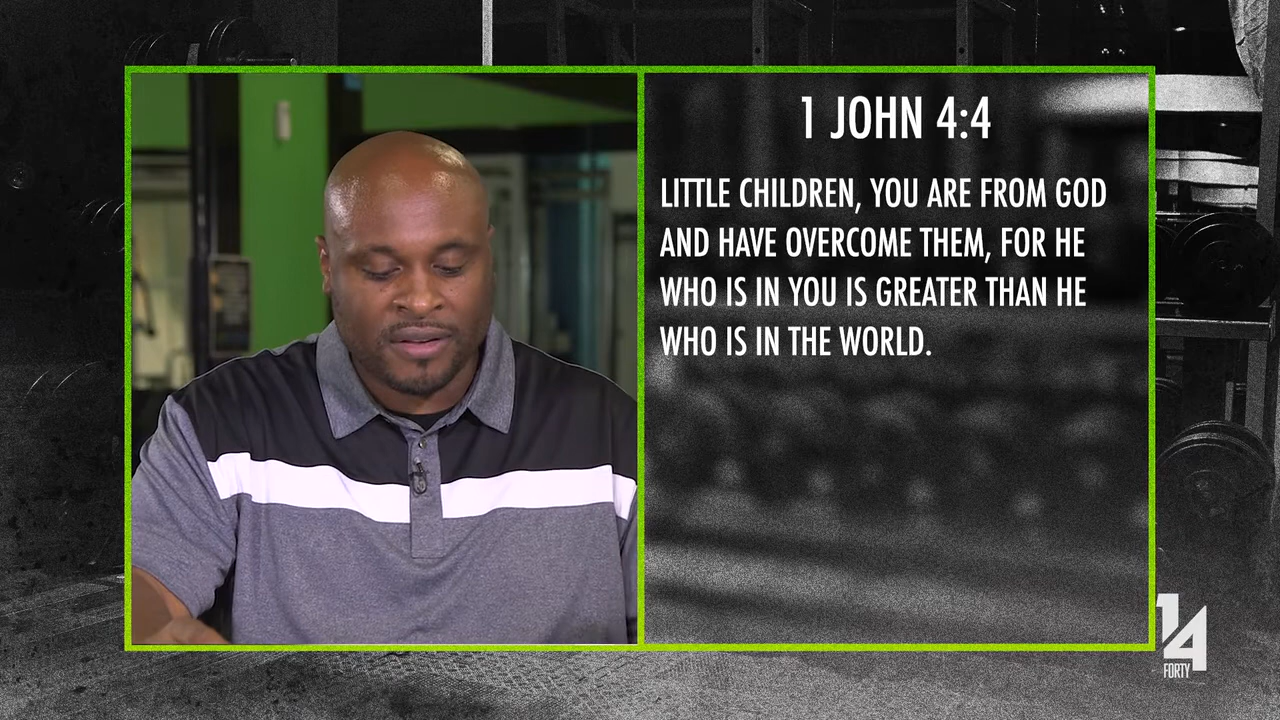 1 JOHN 4:4
LITTLE CHILDREN, YOU ARE FROM GOD
AND HAVE OVERCOME THEM, FOR HE
WHO IS IN YOU IS GREATER THAN HE
WHO IS IN THE WORLD.
14
FORTY